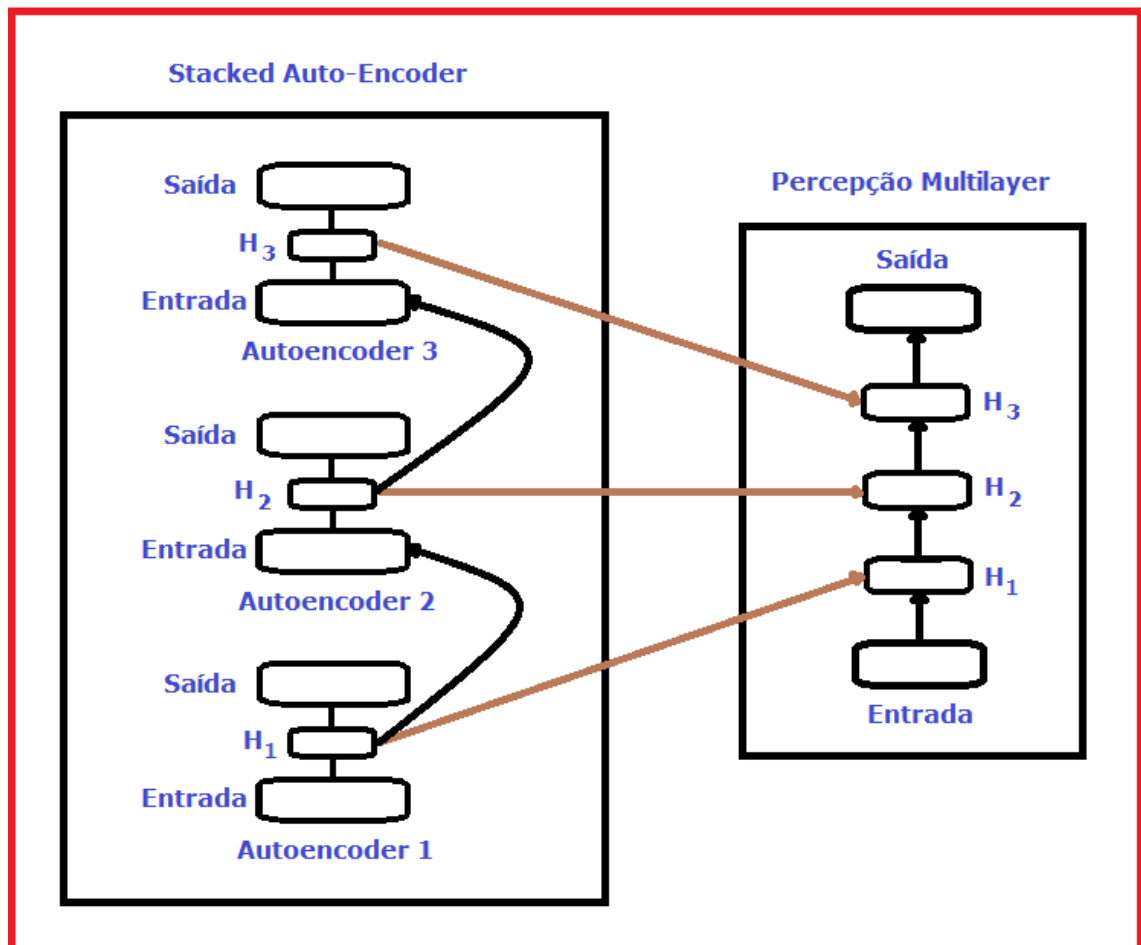 Stacked Auto-Encoder
Saída
H3
Entrada
Autoencoder 3
Saída
H2
Entrada
Autoencoder 2
Saída
H1
Entrada
Autoencoder 1
Percepção Multilayer
Saída
H3
H2
H1
Entrada